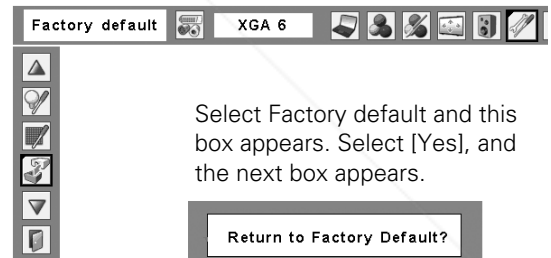 Factory default XGA 6
Select Factory default and this
box appears. Select [Yes], and
the next box appears.
Return to Factory Default?